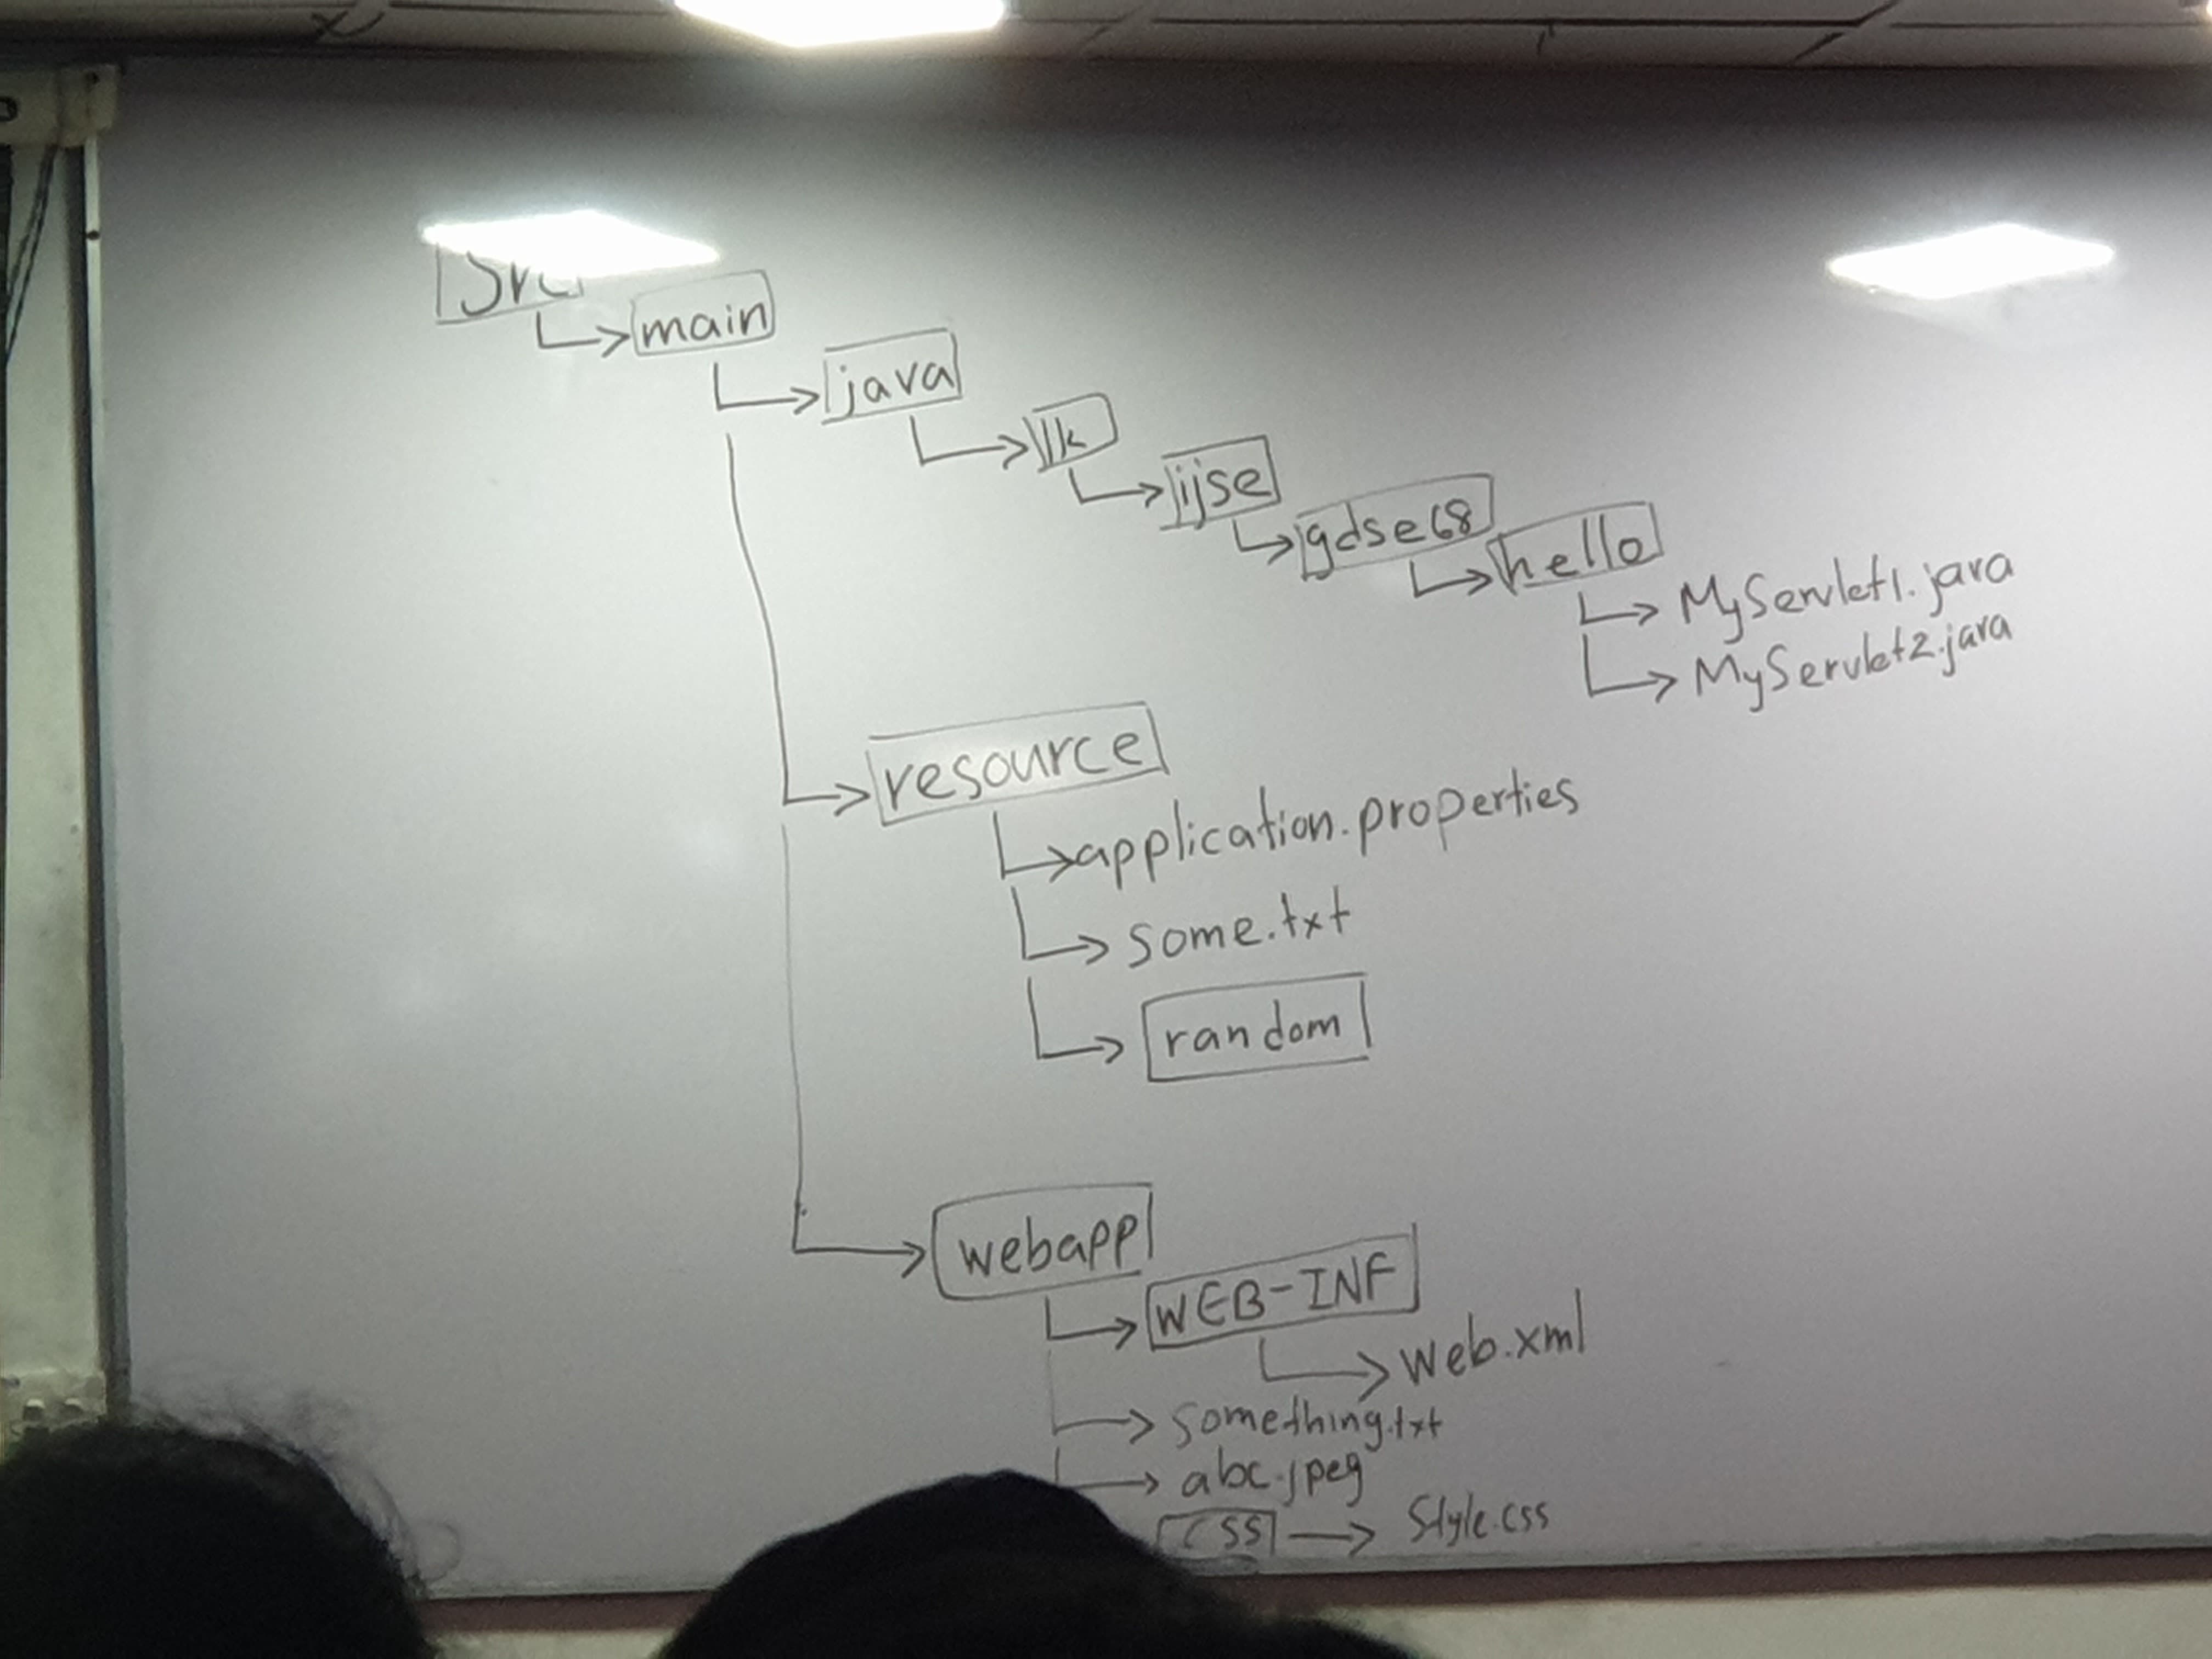 Src
main
java
lk
ijse
gdse68
hello
MyServlet1.java
MyServlet2.java
resource
application.properties
some.txt
random
webapp
WEB-INF
Web.xml
something.txt
abc.jpeg
CSS Style.css